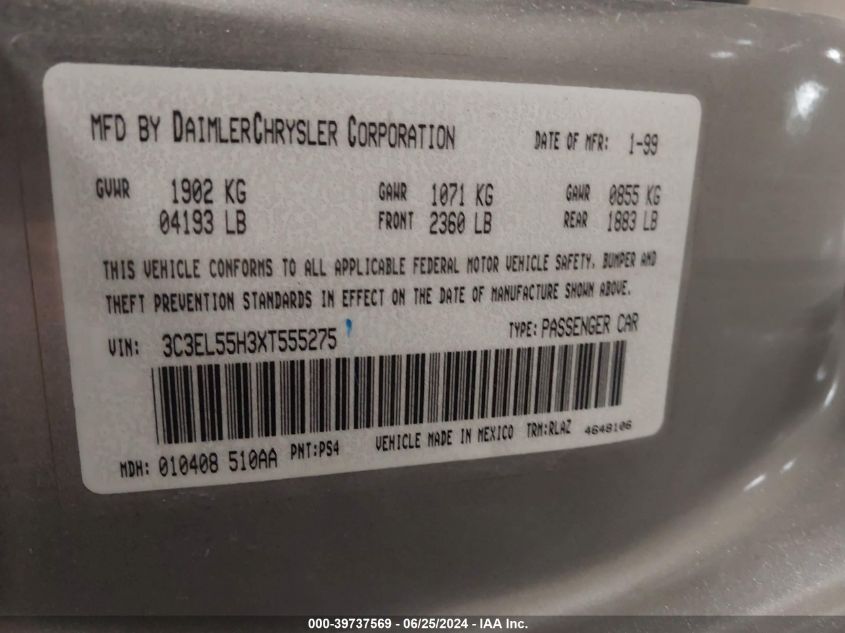 MFD BY DAIMLERCHRYSLER CORPORATION DATE OF MFR: 1-99
GVWR 1902 KG GAWR 1071 KG GAWR 0855 KG
04193 LB FRONT 2360 LB REAR 1883 LB
THIS VEHICLE CONFORMS TO ALL APPLICABLE FEDERAL MOTOR VEHICLE SAFETY, BUMPER AND
THEFT PREVENTION STANDARDS IN EFFECT ON THE DATE OF MANUFACTURE SHOWN ABOVE.
VIN: 3C3EL55H3XT555275 TYPE: PASSENGER CAR
MDH: 010408 510AA PNT:PS4 VEHICLE MADE IN MEXICO TRM:RLAZ 4648106
000-39737569 - 06/25/2024 - IAA Inc.